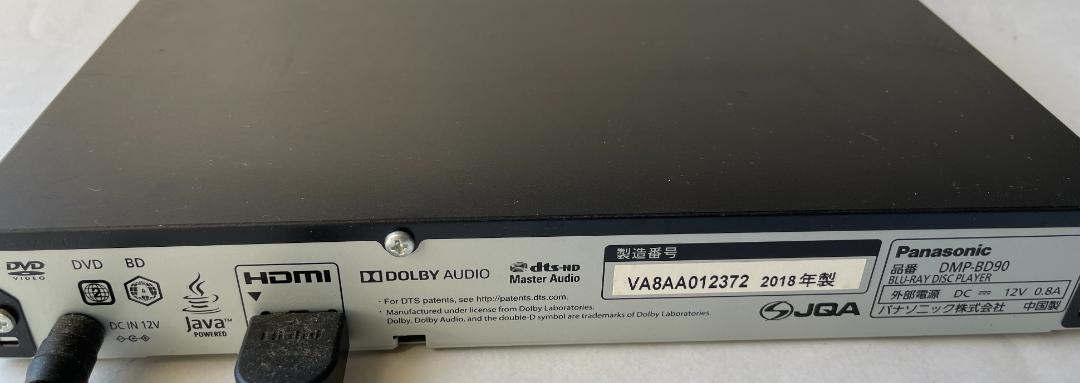 DVD
VIDEO
DVD BD
2
A
DC IN 12V
Java™
POWERED
HDMI
DOLBY AUDIO
dts-HD
Master Audio
· For DTS patents, see http://patents.dts.com.
· Manufactured under license from Dolby Laboratories.
Dolby, Dolby Audio, and the double-D symbol are trademarks of Dolby Laboratories.
製造番号
VA8AA012372 2018年製
JQA
Panasonic
品番 DMP-BD90
BLU-RAY DISC PLAYER
外部電源 DC ⎓ 12V 0.8A
パナソニック株式会社 中国製